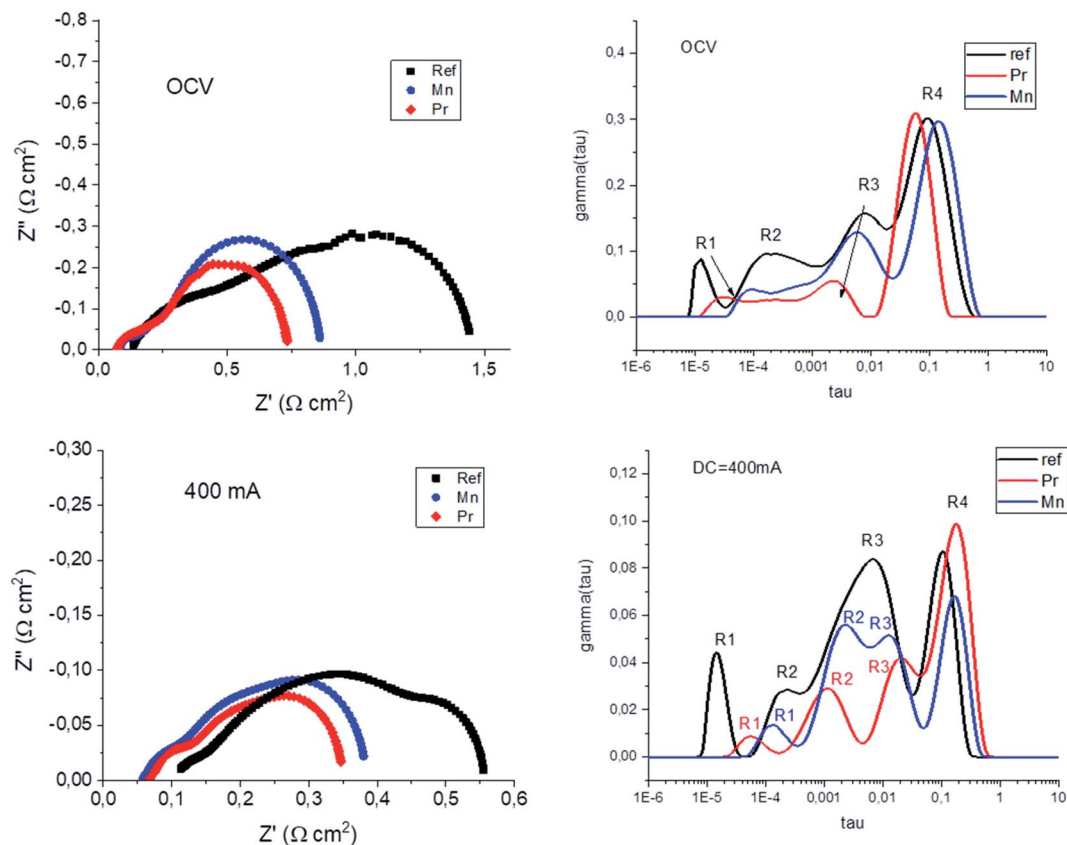 OCV
Ref
Mn
Pr
-0,8
-0,7
-0,6
-0,5
-0,4
-0,3
-0,2
-0,1
0,0
0,0 0,5 1,0 1,5
Z'' (Ω cm²)
Z' (Ω cm²)
OCV
ref
Pr
Mn
R1
R2
R3
R4
0,4
0,3
0,2
0,1
0,0
gamma(tau)
1E-6 1E-5 1E-4 0,001 0,01 0,1 1 10
tau
400 mA
Ref
Mn
Pr
-0,30
-0,25
-0,20
-0,15
-0,10
-0,05
0,00
0,0 0,1 0,2 0,3 0,4 0,5 0,6
Z'' (Ω cm²)
Z' (Ω cm²)
DC=400mA
ref
Pr
Mn
R4
R3
R1
R2
R2
R3
R3
R2
R1
R1
0,12
0,10
0,08
0,06
0,04
0,02
0,00
gamma(tau)
1E-6 1E-5 1E-4 0,001 0,01 0,1 1 10
tau